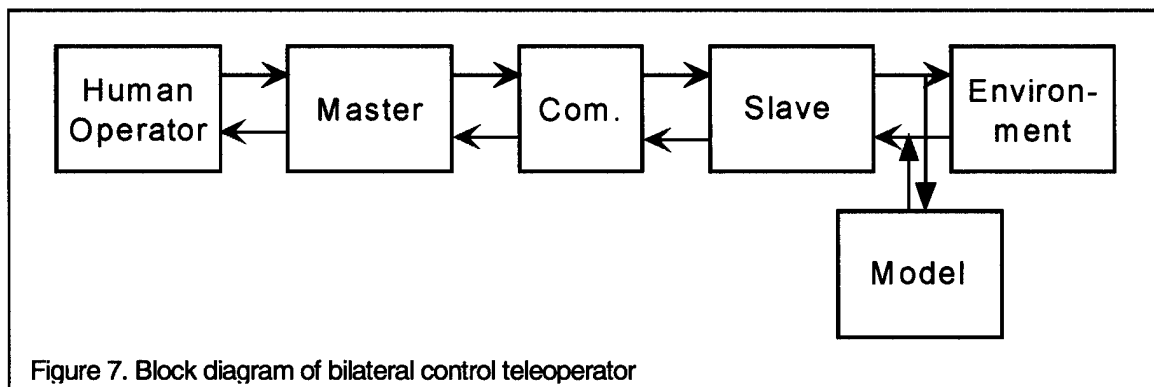 Human
Operator
Master
Com.
Slave
Environ-
ment
Model
Figure 7. Block diagram of bilateral control teleoperator